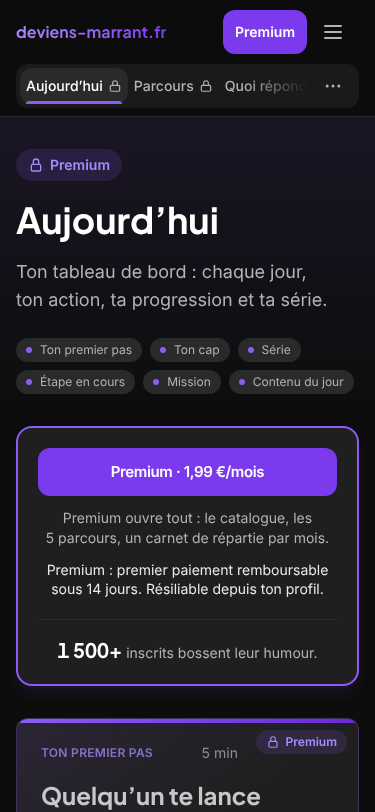 deviens-marrant.fr
Premium
Aujourd’hui Parcours Quoi répond
Premium
Aujourd’hui
Ton tableau de bord : chaque jour,
ton action, ta progression et ta série.
Ton premier pas Ton cap Série
Étape en cours Mission Contenu du jour
Premium · 1,99 €/mois
Premium ouvre tout : le catalogue, les
5 parcours, un carnet de répartie par mois.
Premium : premier paiement remboursable
sous 14 jours. Résiliable depuis ton profil.
1 500+ inscrits bossent leur humour.
Premium
TON PREMIER PAS 5 min
Quelqu’un te lance